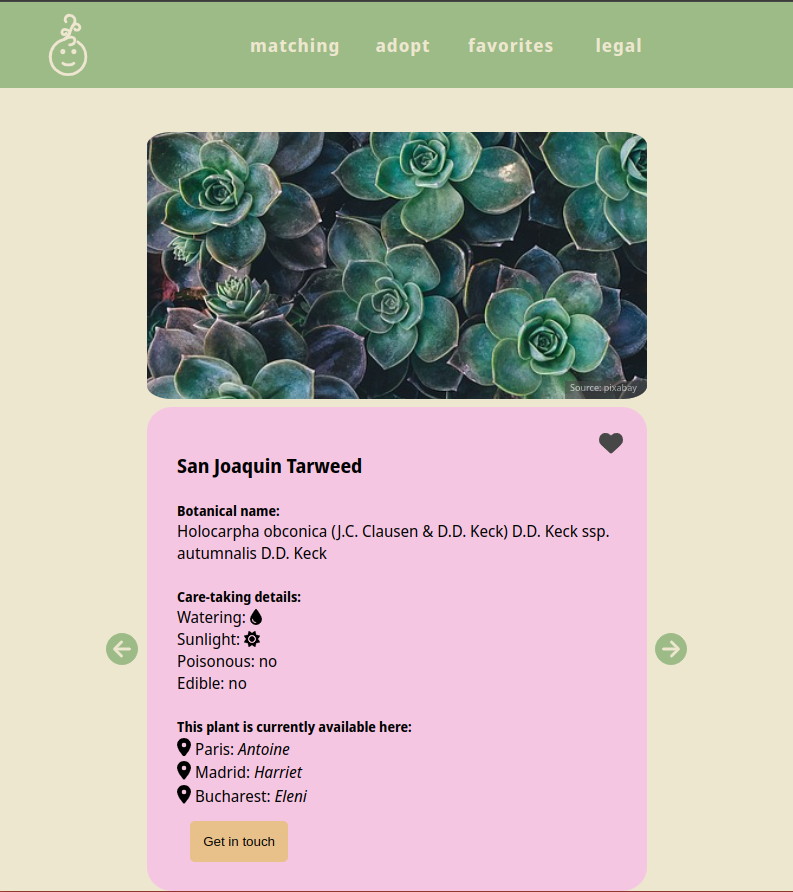 matching adopt favorites legal
Source: pixabay
San Joaquin Tarweed
Botanical name:
Holocarpha obconica (J.C. Clausen & D.D. Keck) D.D. Keck ssp.
autumnalis D.D. Keck
Care-taking details:
Watering:
Sunlight:
Poisonous: no
Edible: no
This plant is currently available here:
Paris: Antoine
Madrid: Harriet
Bucharest: Eleni
Get in touch